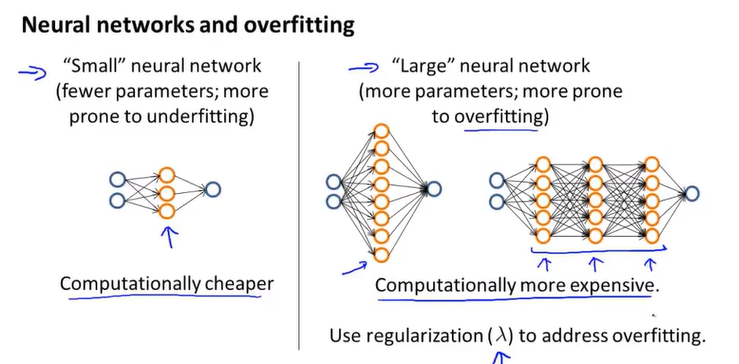 Neural networks and overfitting
“Small” neural network
(fewer parameters; more
prone to underfitting)
Computationally cheaper
“Large” neural network
(more parameters; more prone
to overfitting)
Computationally more expensive.
Use regularization (λ) to address overfitting.